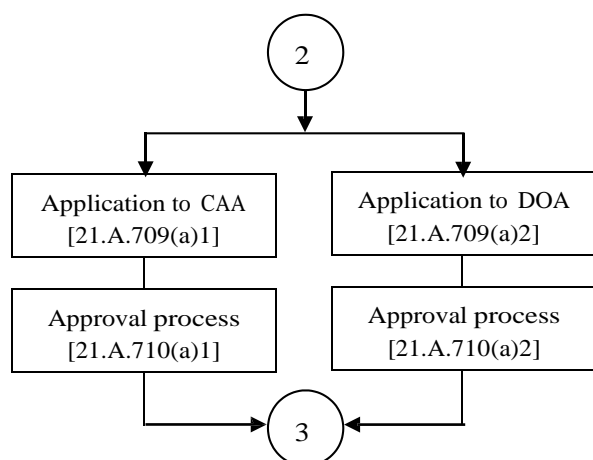 2
Application to CAA
[21.A.709(a)1]
Application to DOA
[21.A.709(a)2]
Approval process
[21.A.710(a)1]
Approval process
[21.A.710(a)2]
3